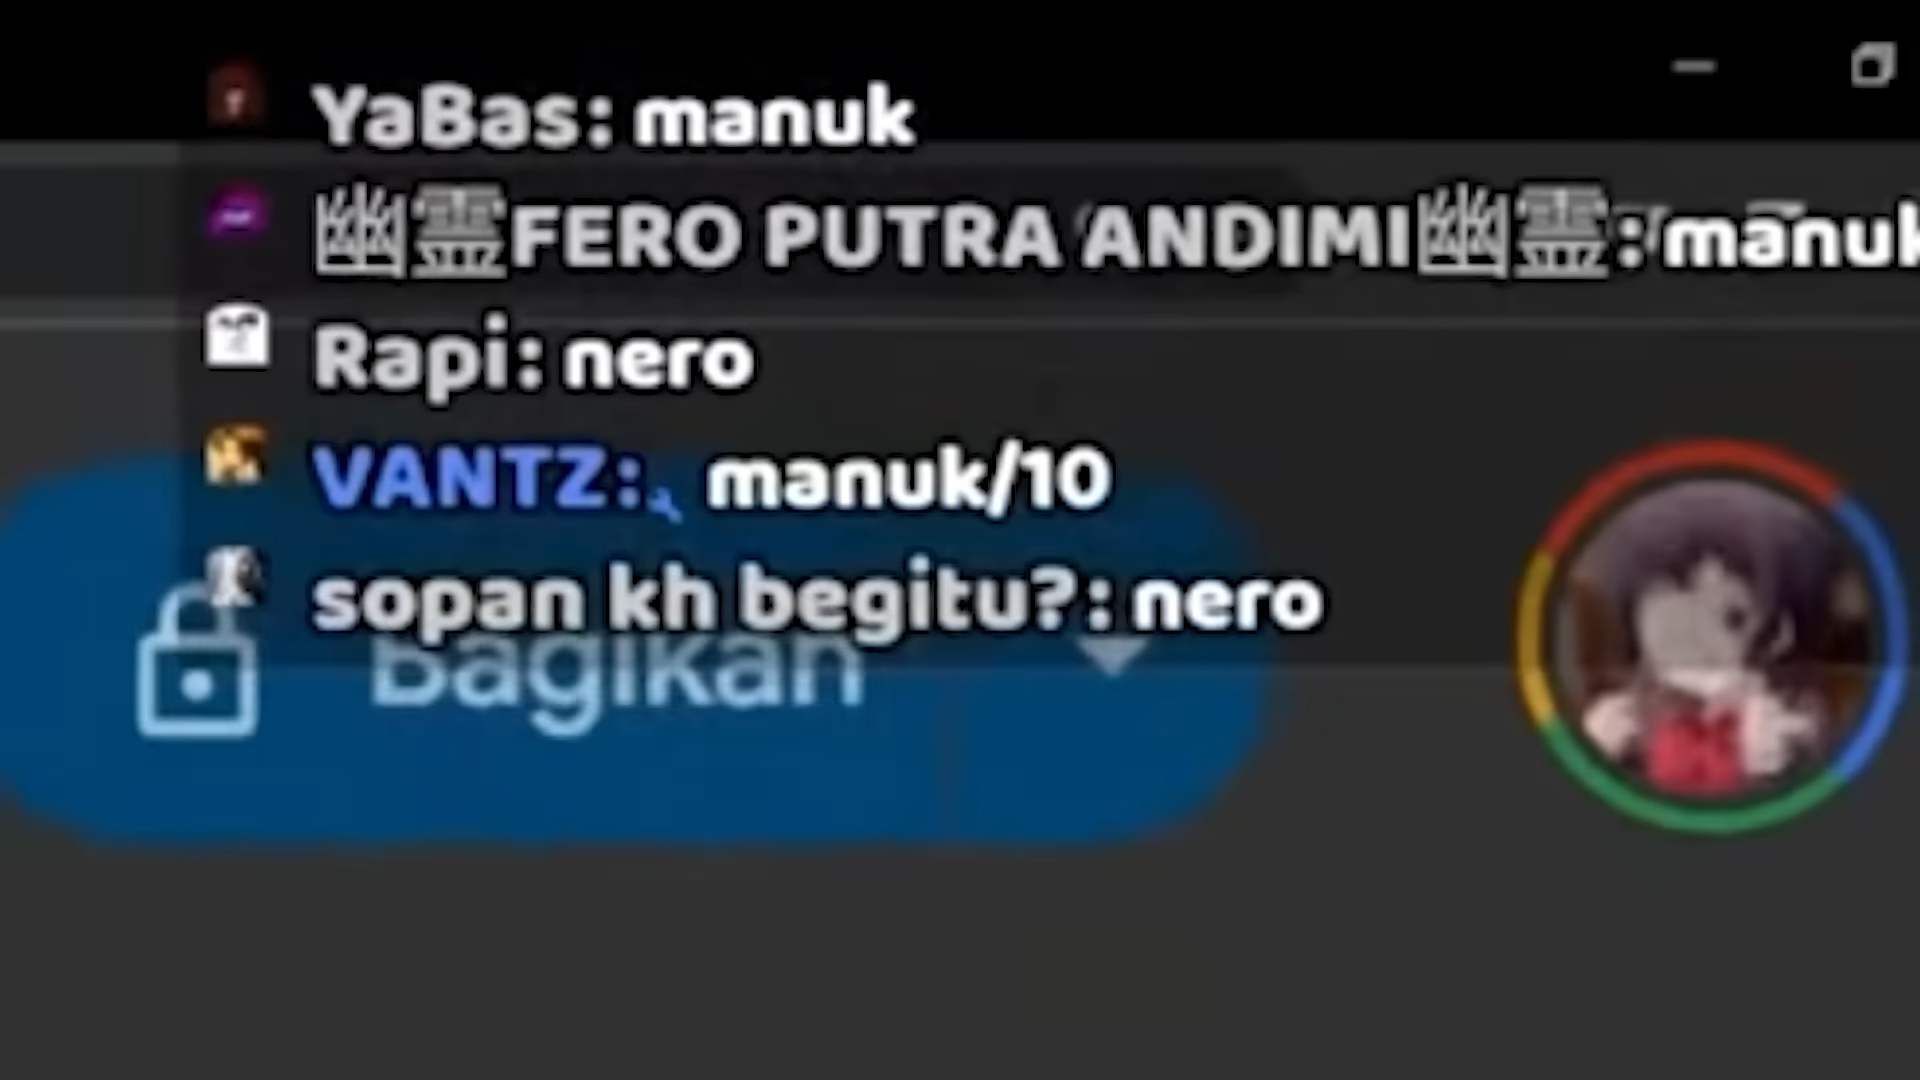 YaBas: manuk
幽霊FERO PUTRA ANDIMI幽霊: manuk
Rapi: nero
VANTZ: manuk/10
sopan kh begitu?: nero
Bagikan